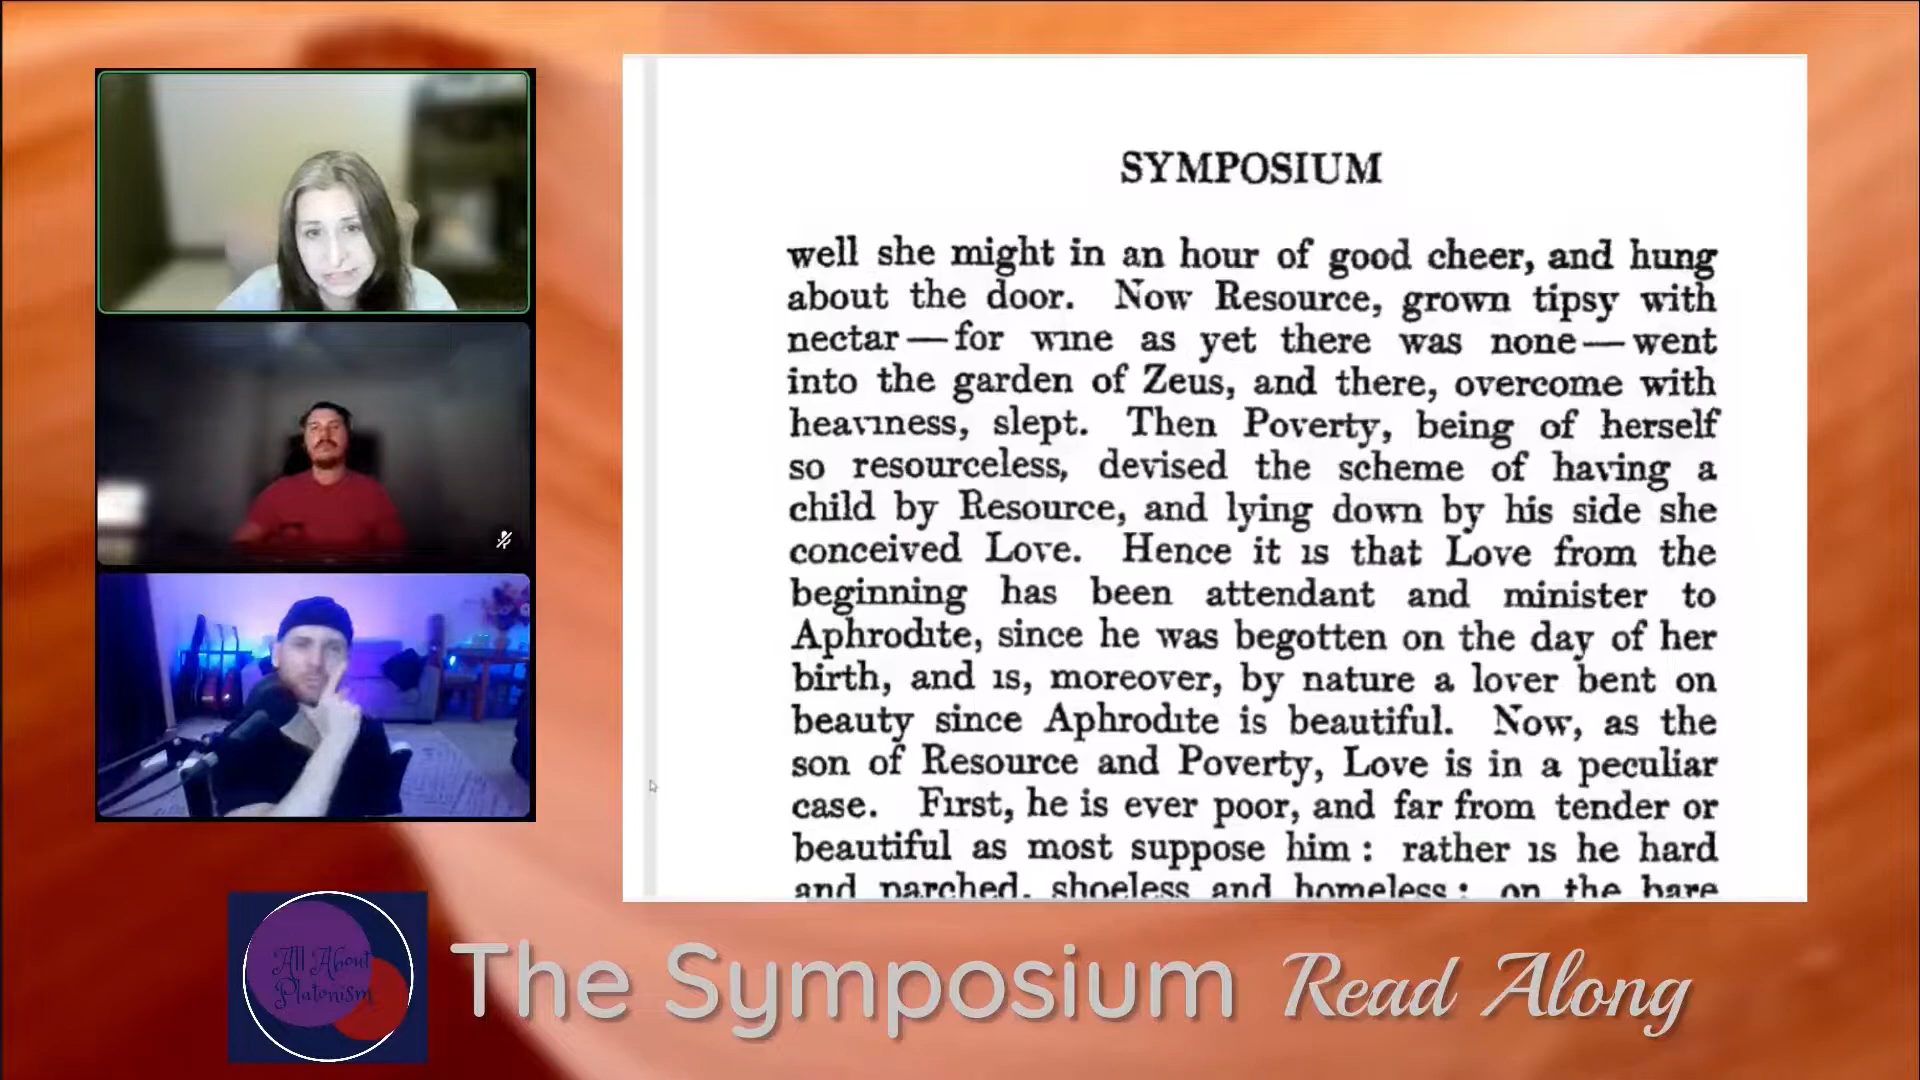 SYMPOSIUM
well she might in an hour of good cheer, and hung
about the door. Now Resource, grown tipsy with
nectar—for wine as yet there was none—went
into the garden of Zeus, and there, overcome with
heaviness, slept. Then Poverty, being of herself
so resourceless, devised the scheme of having a
child by Resource, and lying down by his side she
conceived Love. Hence it is that Love from the
beginning has been attendant and minister to
Aphrodite, since he was begotten on the day of her
birth, and is, moreover, by nature a lover bent on
beauty since Aphrodite is beautiful. Now, as the
son of Resource and Poverty, Love is in a peculiar
case. First, he is ever poor, and far from tender or
beautiful as most suppose him: rather is he hard
and parched, shoeless and homeless; on the bare
All About
Platonism
The Symposium Read Along